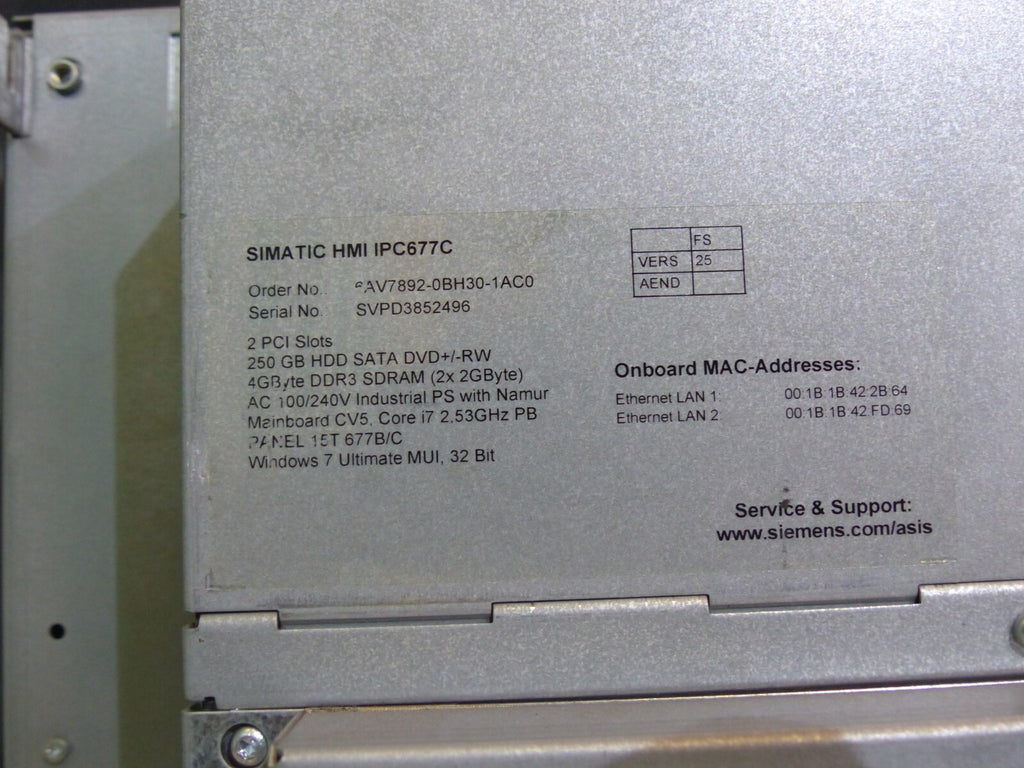 SIMATIC HMI IPC677C
Order No. 6AV7892-0BH30-1AC0
Serial No. SVPD3852496
2 PCI Slots
250 GB HDD SATA DVD+/-RW
4GByte DDR3 SDRAM (2x 2GByte)
AC 100/240V Industrial PS with Namur
Mainboard CV5, Core i7 2,53GHz PB
PANEL 15T 677B/C
Windows 7 Ultimate MUI, 32 Bit
FS
VERS 25
AEND
Onboard MAC-Addresses:
Ethernet LAN 1: 00:1B:1B:42:2B:64
Ethernet LAN 2: 00:1B:1B:42:FD:69
Service & Support:
www.siemens.com/asis